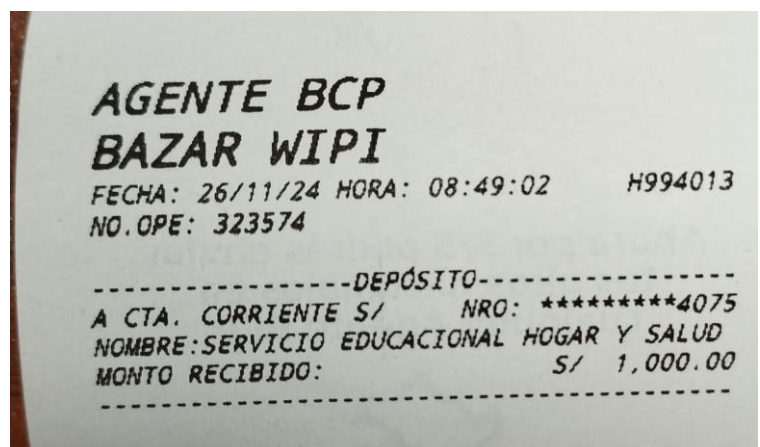 AGENTE BCP
BAZAR WIPI
FECHA: 26/11/24 HORA: 08:49:02 H994013
NO.OPE: 323574
-----------------DEPÓSITO-----------------
A CTA. CORRIENTE S/ NRO: *********4075
NOMBRE:SERVICIO EDUCACIONAL HOGAR Y SALUD
MONTO RECIBIDO: S/ 1,000.00
------------------------------------------